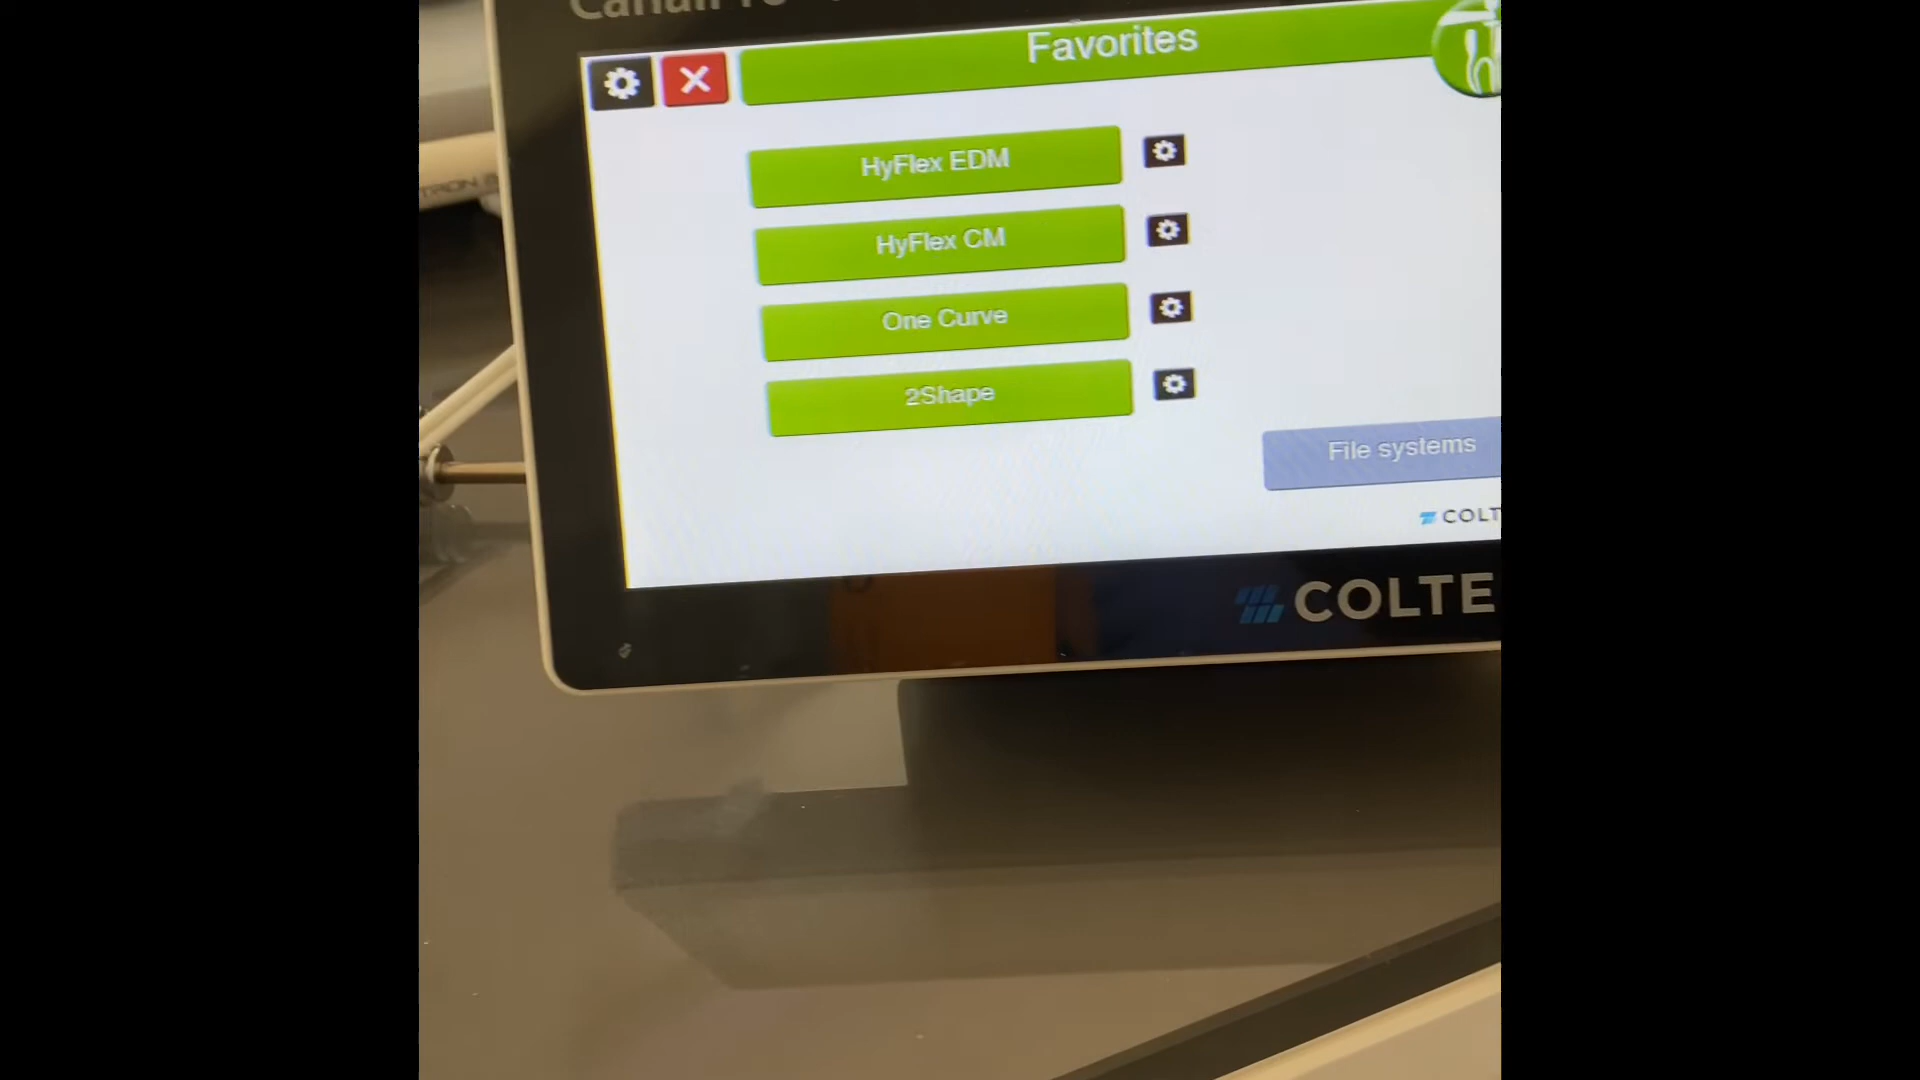 Favorites
HyFlex EDM
HyFlex CM
One Curve
2Shape
File systems
COLT
COLTE